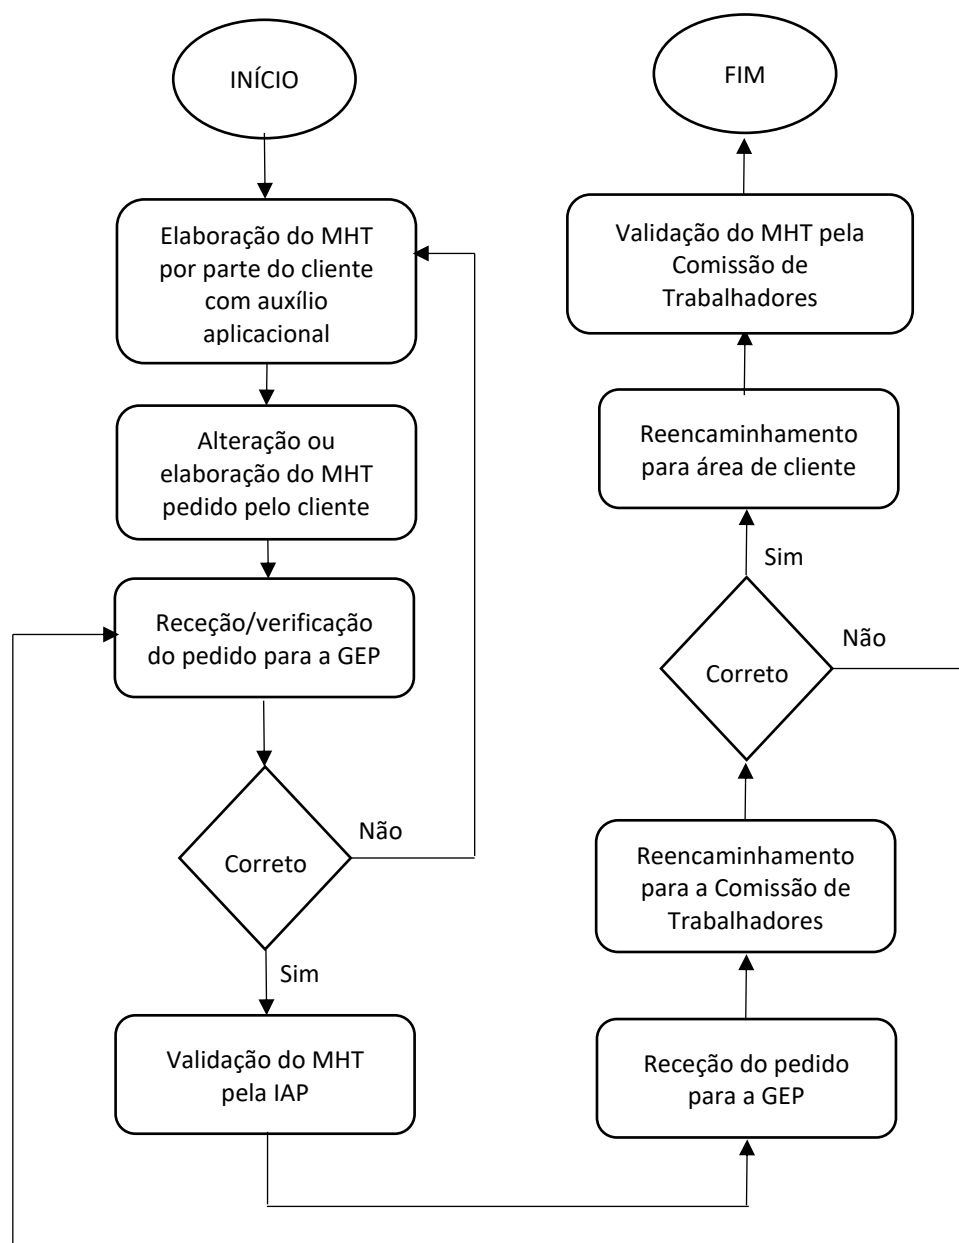 INÍCIO
Elaboração do MHT
por parte do cliente
com auxílio
aplicacional
Alteração ou
elaboração do MHT
pedido pelo cliente
Receção/verificação
do pedido para a GEP
Correto
Não
Sim
Validação do MHT
pela IAP
FIM
Validação do MHT pela
Comissão de
Trabalhadores
Reencaminhamento
para área de cliente
Sim
Correto
Não
Reencaminhamento
para a Comissão de
Trabalhadores
Receção do pedido
para a GEP